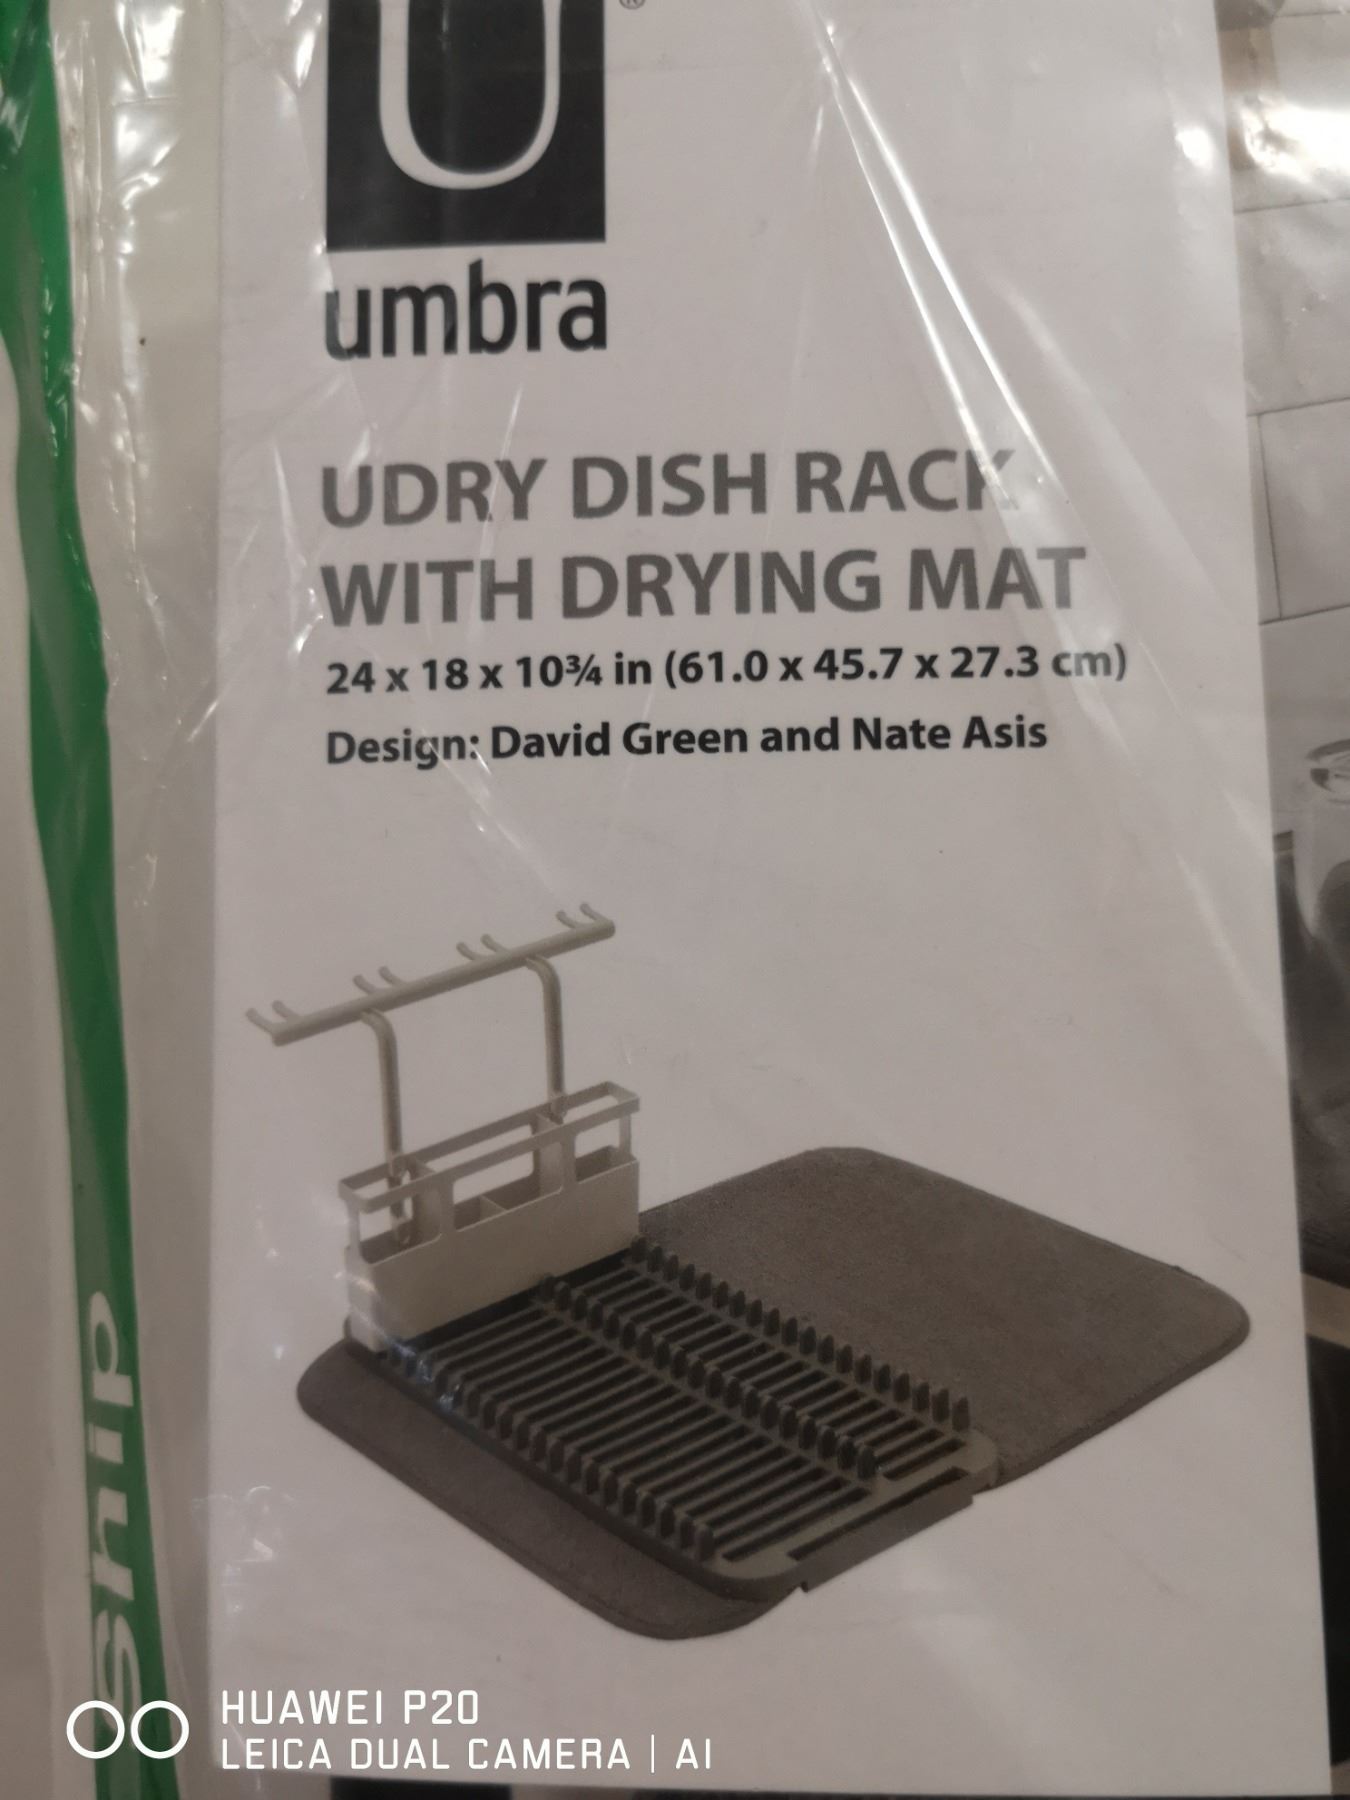 U®
umbra
UDRY DISH RACK
WITH DRYING MAT
24 x 18 x 10¾ in (61.0 x 45.7 x 27.3 cm)
Design: David Green and Nate Asis
snip
HUAWEI P20
LEICA DUAL CAMERA | AI